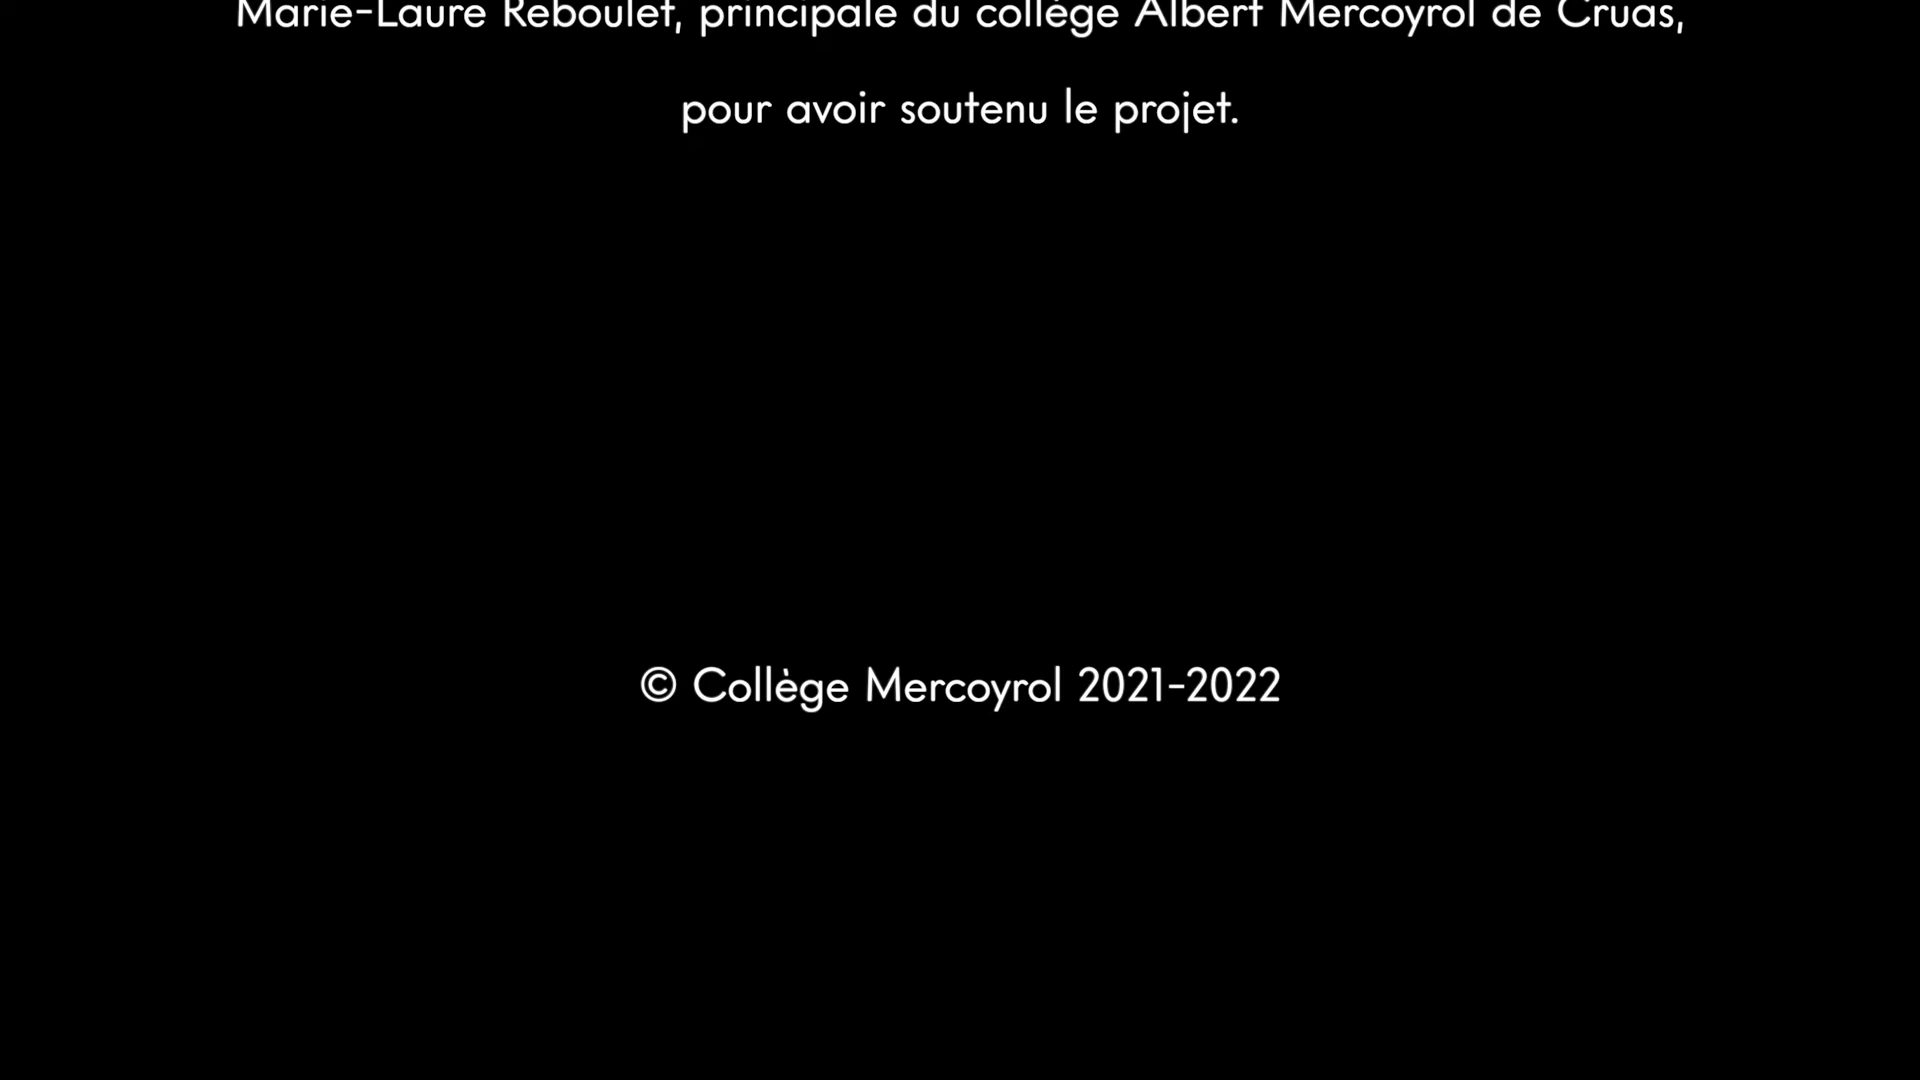 Marie-Laure Reboulet, principale du collège Albert Mercoyrol de Cruas,
pour avoir soutenu le projet.
© Collège Mercoyrol 2021-2022